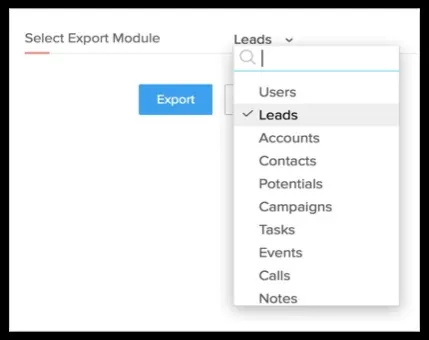 Select Export Module
Leads
Export
Users
Leads
Accounts
Contacts
Potentials
Campaigns
Tasks
Events
Calls
Notes